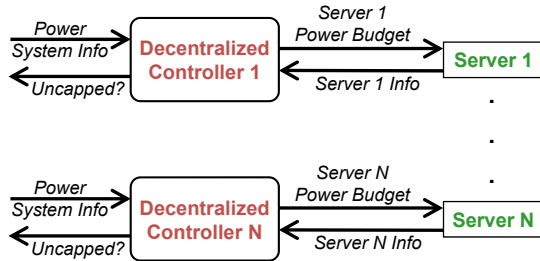 Power
System Info
Uncapped?
Decentralized
Controller 1
Server 1
Power Budget
Server 1 Info
Server 1
Power
System Info
Uncapped?
Decentralized
Controller N
Server N
Power Budget
Server N Info
Server N